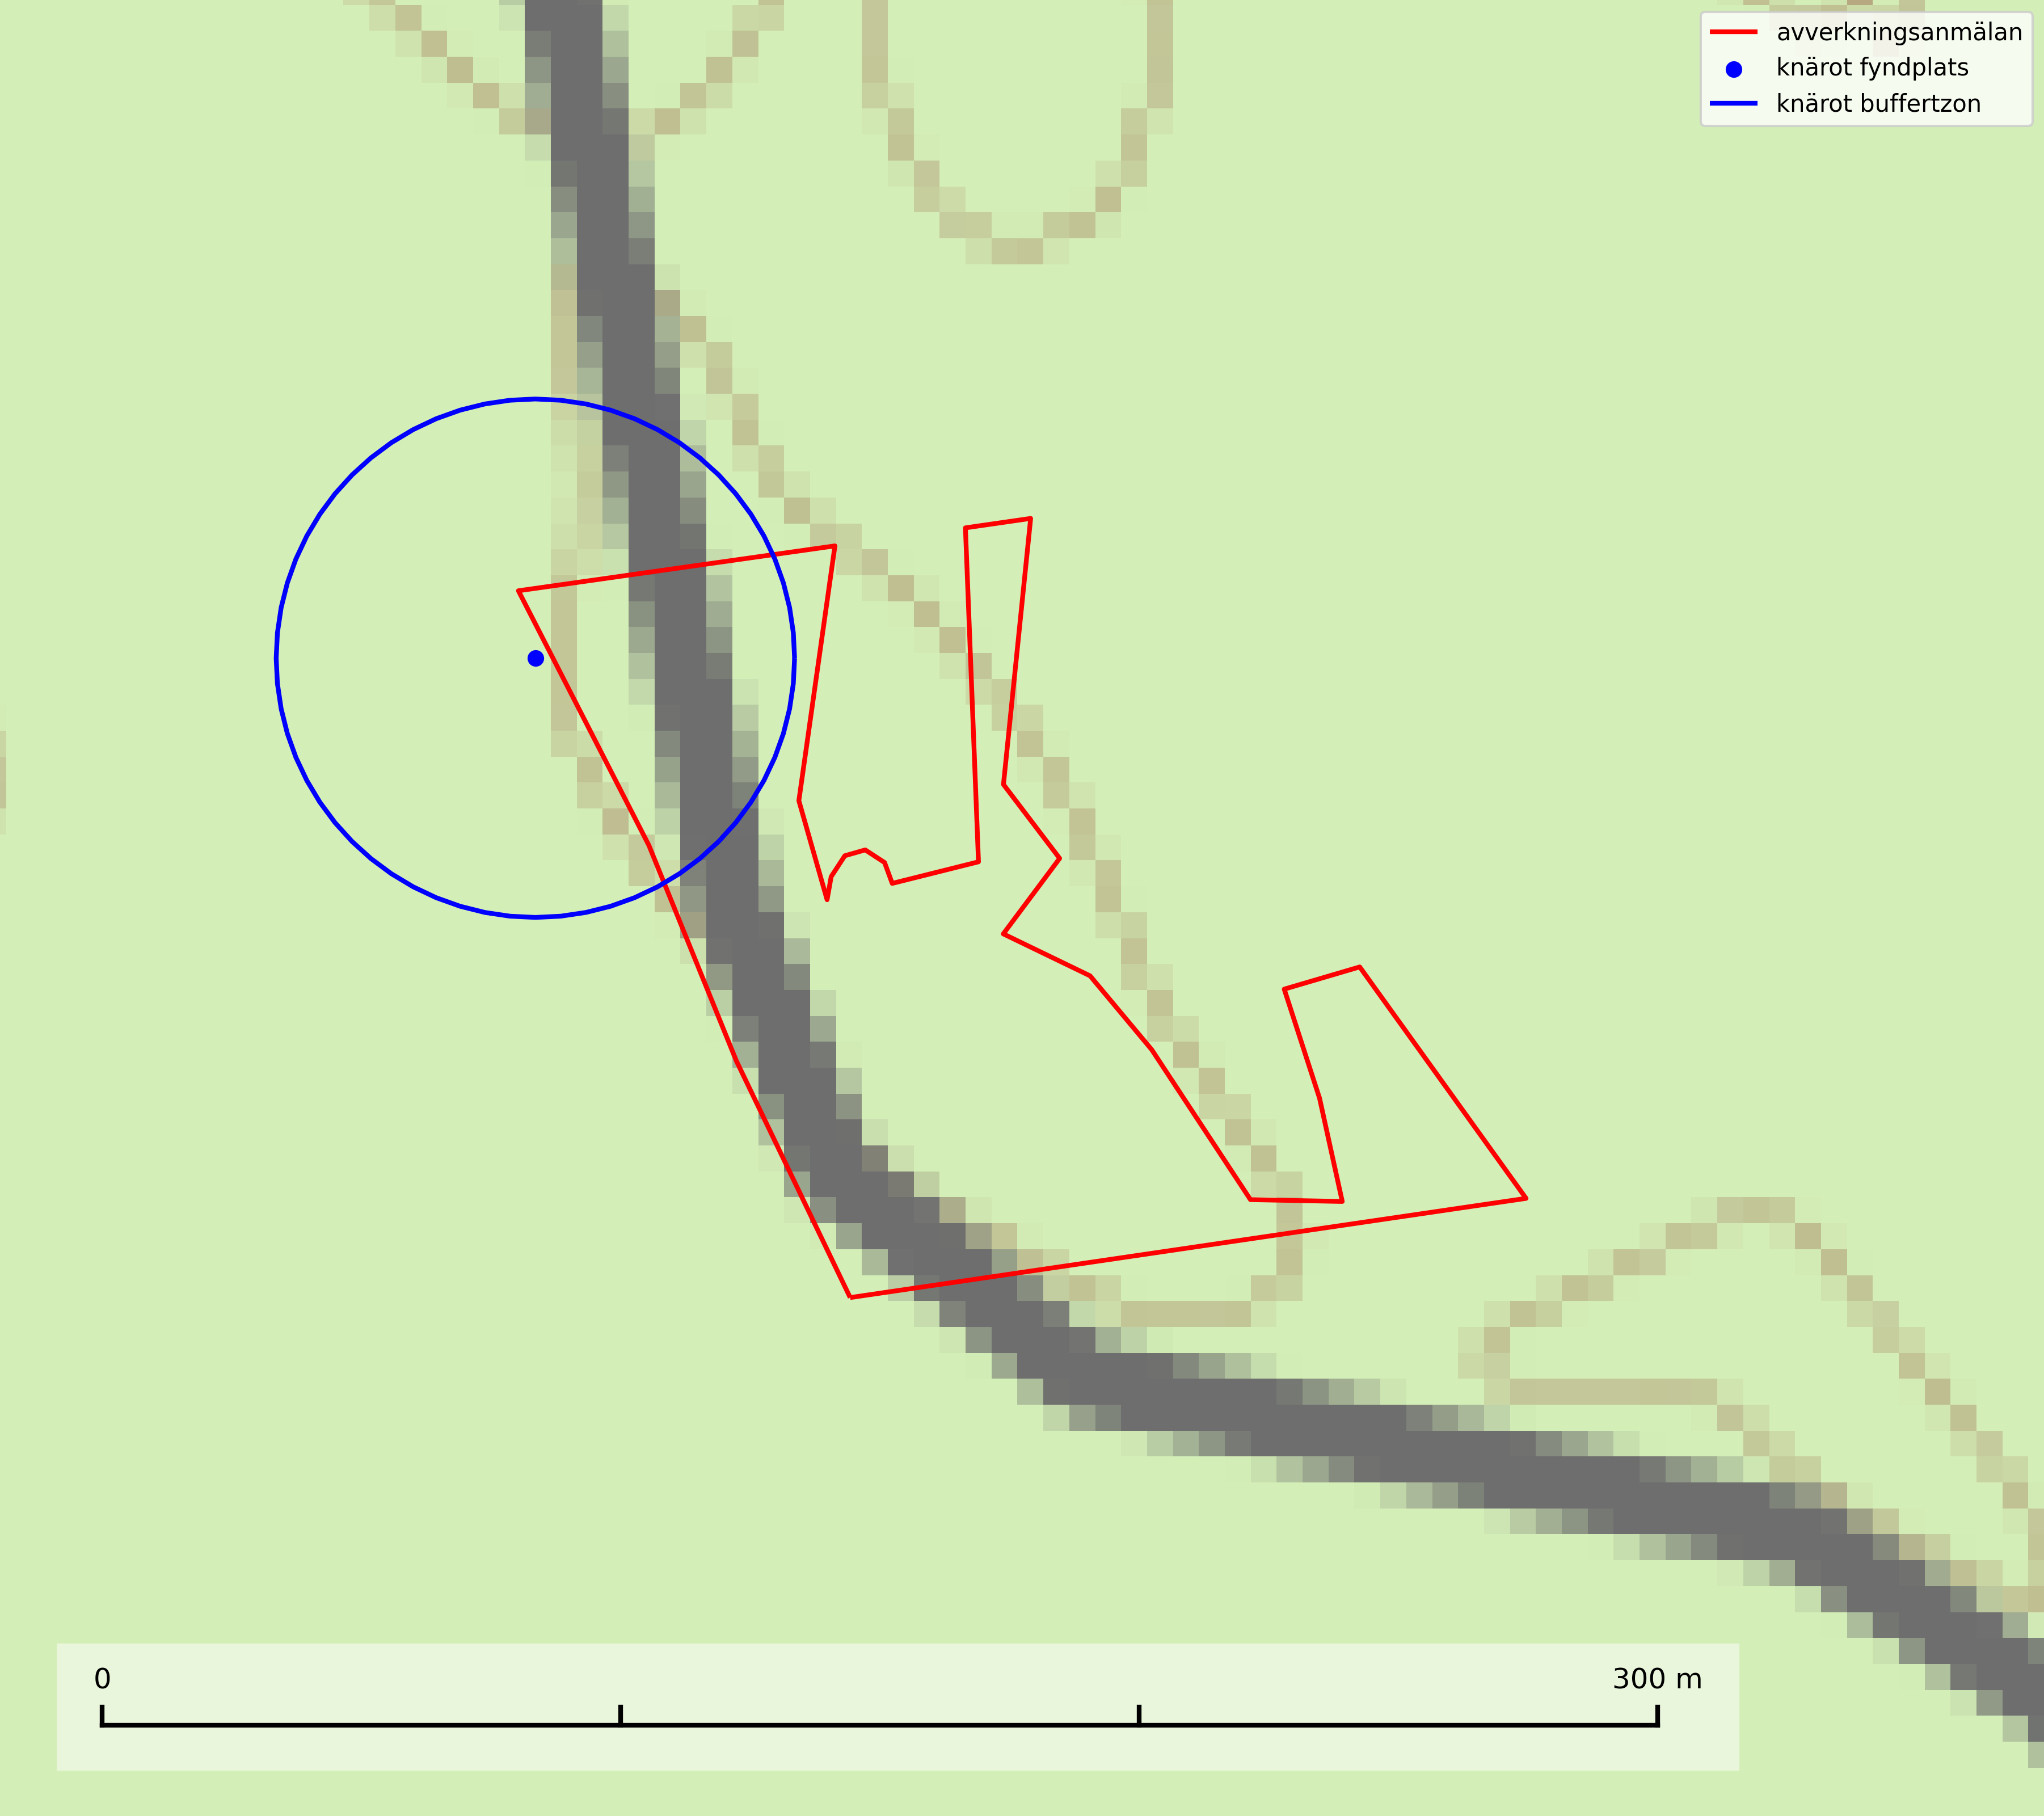 avverkningsanmälan
knärot fyndplats
knärot buffertzon
0 300 m